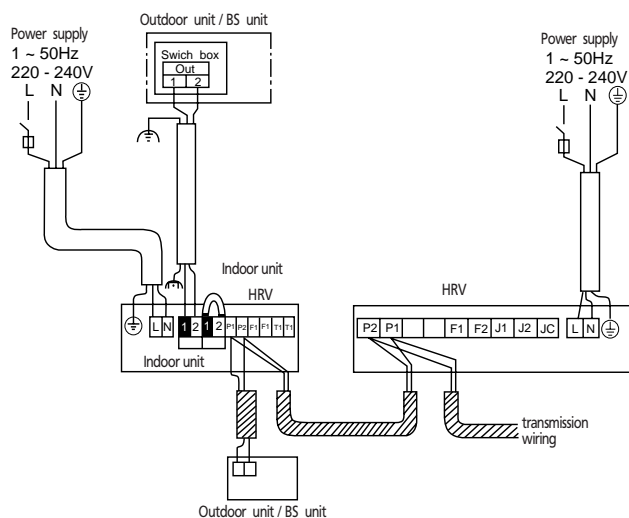 Outdoor unit / BS unit
Swich box
Out
1 2
Power supply
1 ~ 50Hz
220 - 240V
L N
Power supply
1 ~ 50Hz
220 - 240V
L N
Indoor unit
HRV
L N 1 2 1 2 P1 P2 F1 F1 T1 T1
Indoor unit
HRV
P2 P1 F1 F2 J1 J2 JC L N
transmission
wiring
Outdoor unit / BS unit